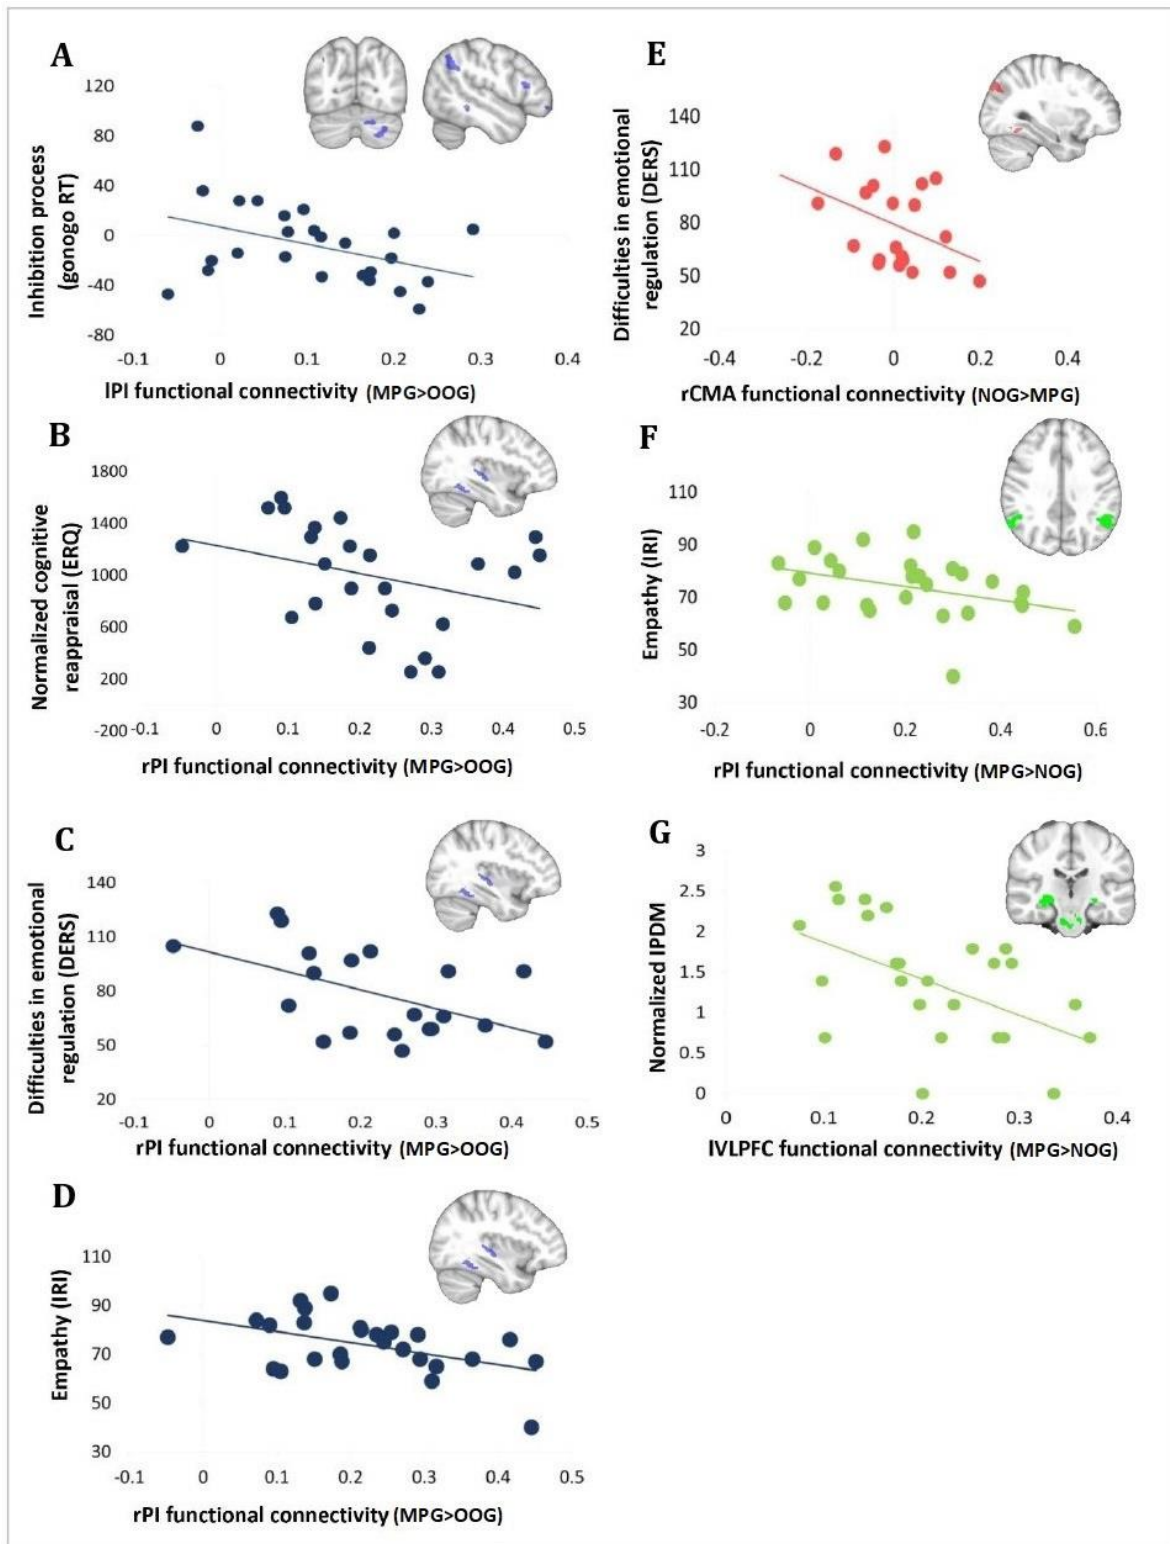 A
120
80
40
0
-40
-80
-0.1 0 0.1 0.2 0.3 0.4
Inhibition process
(gonogo RT)
lPI functional connectivity (MPG>OOG)
B
1800
1400
1000
600
200
-200
-0.1 0 0.1 0.2 0.3 0.4 0.5
Normalized cognitive
reappraisal (ERQ)
rPI functional connectivity (MPG>OOG)
C
140
110
80
50
20
-0.1 0 0.1 0.2 0.3 0.4 0.5
Difficulties in emotional
regulation (DERS)
rPI functional connectivity (MPG>OOG)
D
110
90
70
50
30
-0.1 0 0.1 0.2 0.3 0.4 0.5
Empathy (IRI)
rPI functional connectivity (MPG>OOG)
E
140
110
80
50
20
-0.4 -0.2 0 0.2 0.4
Difficulties in emotional
regulation (DERS)
rCMA functional connectivity (NOG>MPG)
F
110
90
70
50
30
-0.2 0 0.2 0.4 0.6
Empathy (IRI)
rPI functional connectivity (MPG>NOG)
G
3
2.5
2
1.5
1
0.5
0
0 0.1 0.2 0.3 0.4
Normalized IPDM
lVLPFC functional connectivity (MPG>NOG)